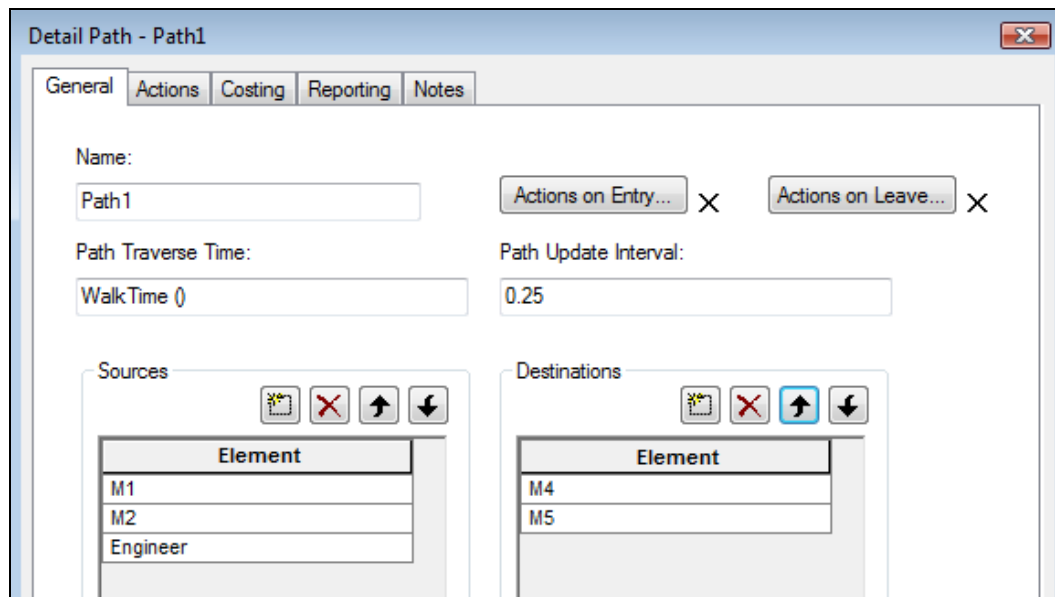 Detail Path - Path1
General Actions Costing Reporting Notes
Name:
Path1
Actions on Entry...
Actions on Leave...
Path Traverse Time:
Path Update Interval:
WalkTime ()
0.25
Sources
Destinations
Element
Element
M1
M4
M2
M5
Engineer